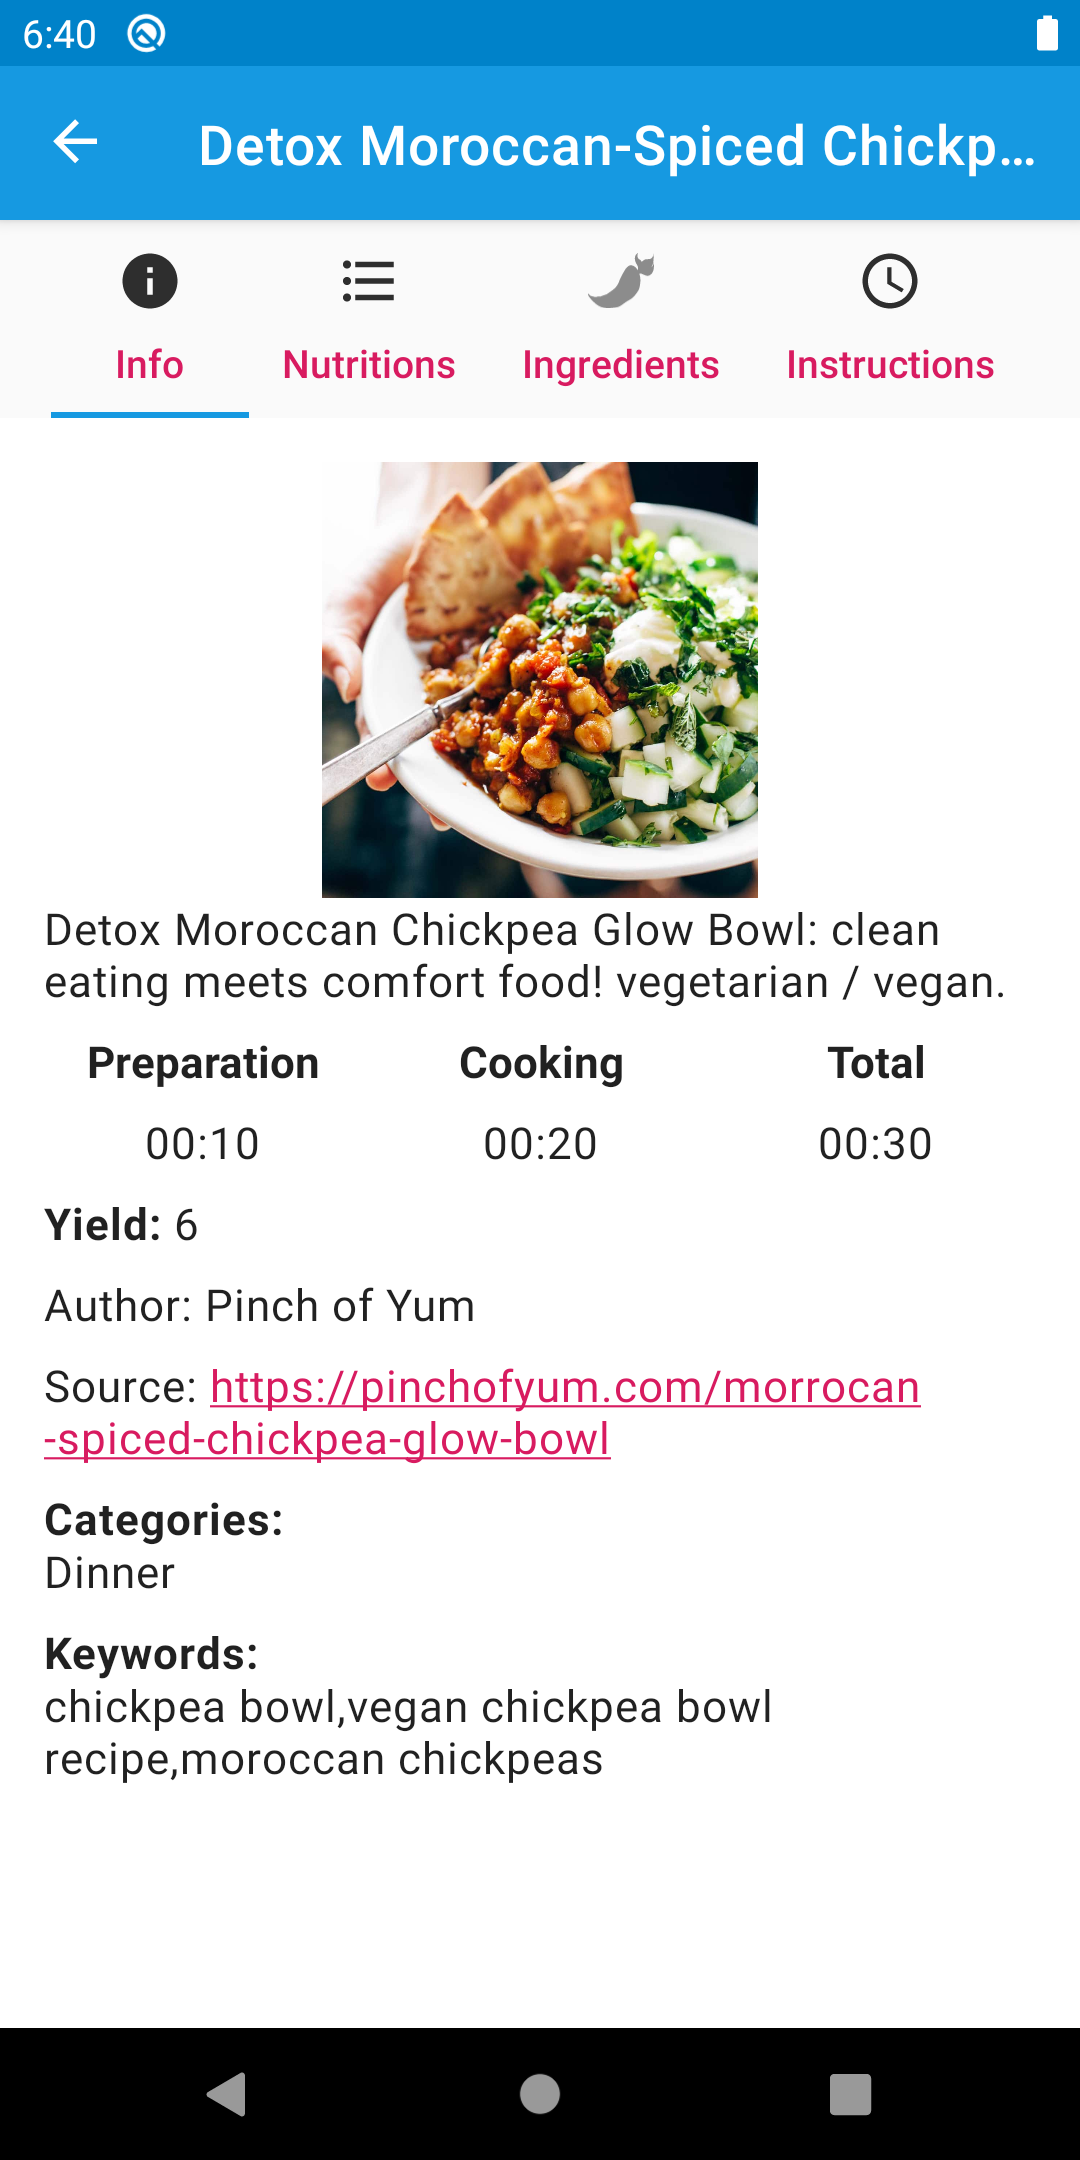 6:40
Detox Moroccan-Spiced Chickp...
Info
Nutritions
Ingredients
Instructions
Detox Moroccan Chickpea Glow Bowl: clean
eating meets comfort food! vegetarian / vegan.
Preparation
Cooking
Total
00:10
00:20
00:30
Yield: 6
Author: Pinch of Yum
Source: https://pinchofyum.com/morrocan
-spiced-chickpea-glow-bowl
Categories:
Dinner
Keywords:
chickpea bowl,vegan chickpea bowl
recipe,moroccan chickpeas